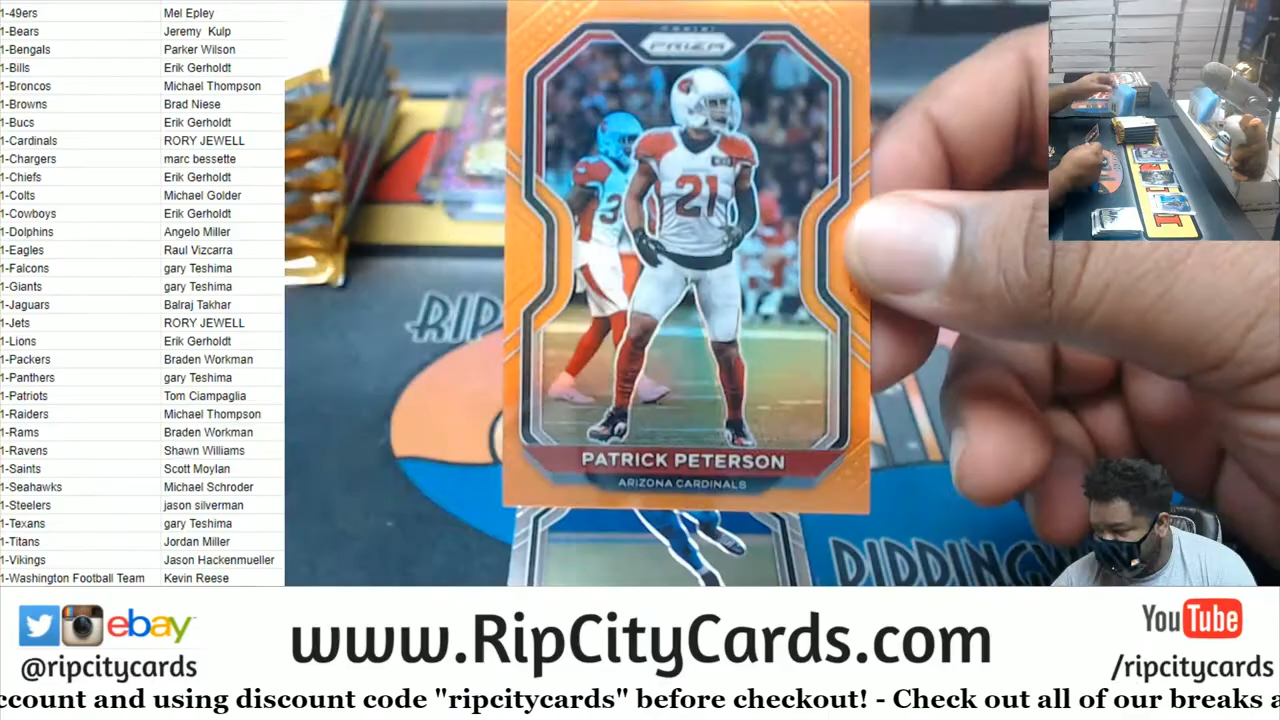 1-49ers Mel Epley
1-Bears Jeremy Kulp
1-Bengals Parker Wilson
1-Bills Erik Gerholdt
1-Broncos Michael Thompson
1-Browns Brad Niese
1-Bucs Erik Gerholdt
1-Cardinals RORY JEWELL
1-Chargers marc bessette
1-Chiefs Erik Gerholdt
1-Colts Michael Golder
1-Cowboys Erik Gerholdt
1-Dolphins Angelo Miller
1-Eagles Raul Vizcarra
1-Falcons gary Teshima
1-Giants gary Teshima
1-Jaguars Balraj Takhar
1-Jets RORY JEWELL
1-Lions Erik Gerholdt
1-Packers Braden Workman
1-Panthers gary Teshima
1-Patriots Tom Ciampaglia
1-Raiders Michael Thompson
1-Rams Braden Workman
1-Ravens Shawn Williams
1-Saints Scott Moylan
1-Seahawks Michael Schroder
1-Steelers jason silverman
1-Texans gary Teshima
1-Titans Jordan Miller
1-Vikings Jason Hackenmueller
1-Washington Football Team Kevin Reese
PANINI
PRIZM
21
PATRICK PETERSON
ARIZONA CARDINALS
RIP
RIPPINGWAX
ebay
@ripcitycards
www.RipCityCards.com
YouTube
/ripcitycards
ccount and using discount code "ripcitycards" before checkout! - Check out all of our breaks a